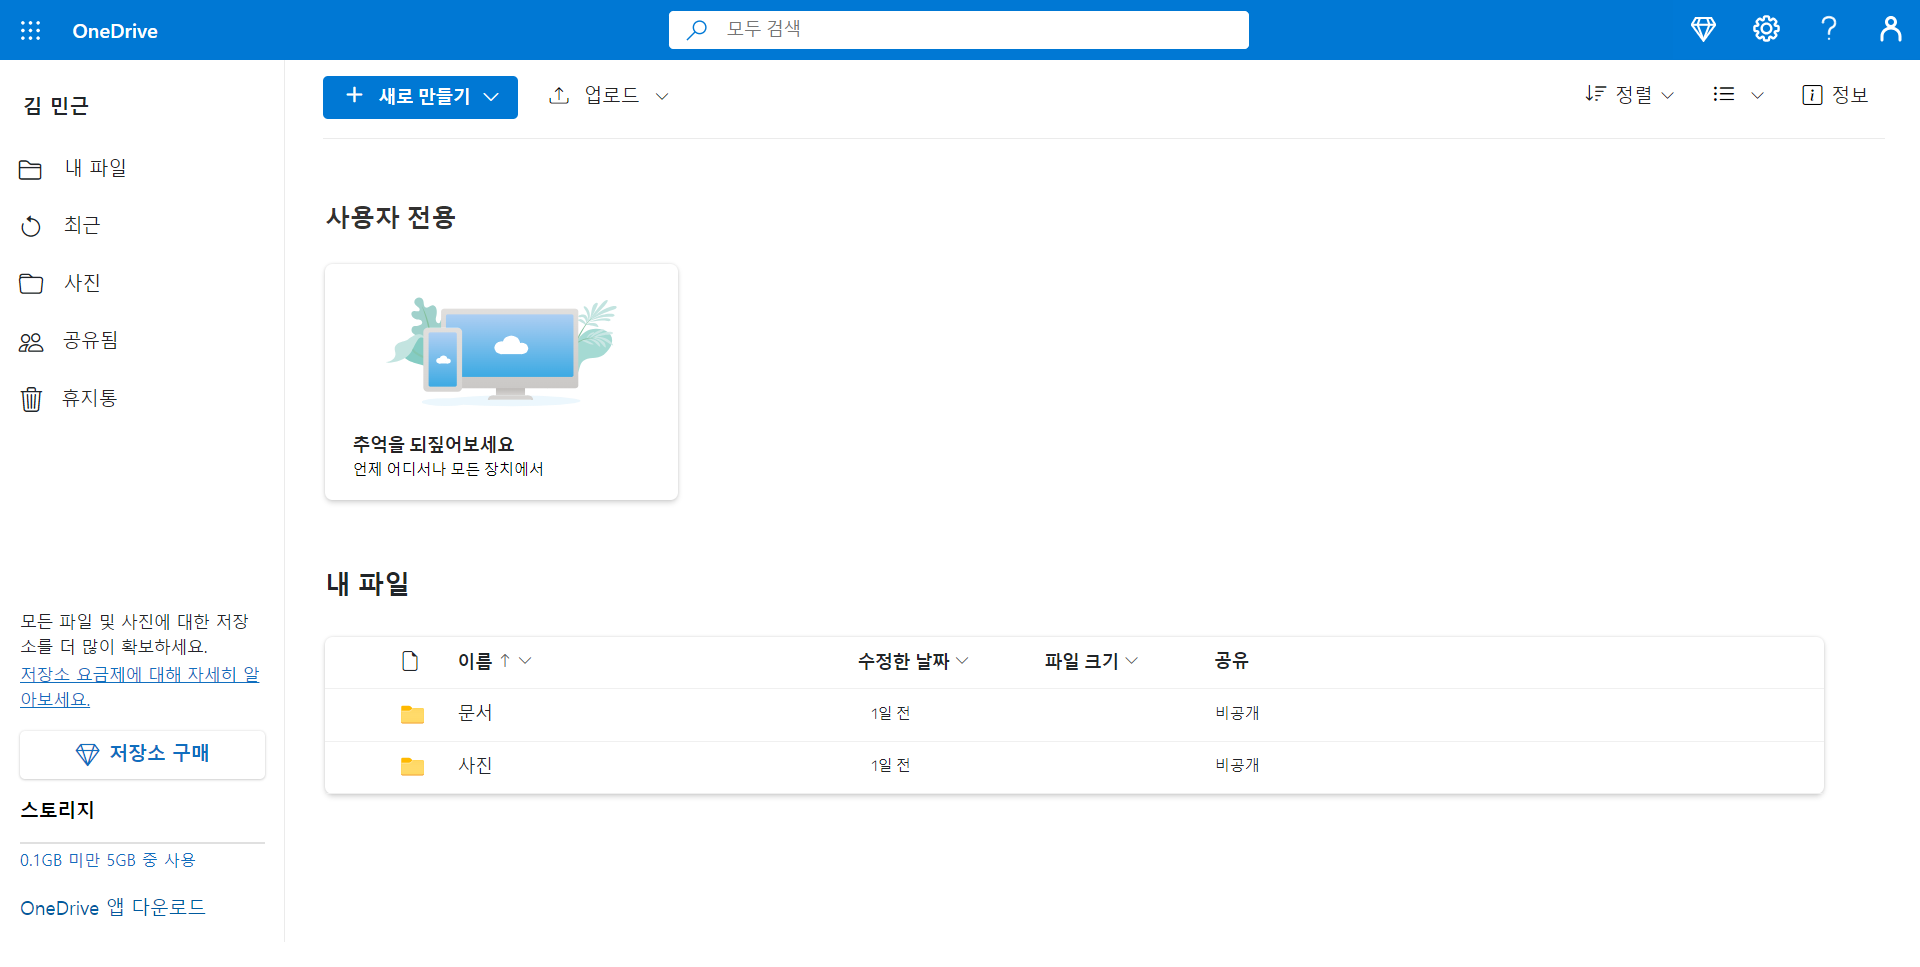 OneDrive
모두 검색
김 민근
내 파일
최근
사진
공유됨
휴지통
모든 파일 및 사진에 대한 저장
소를 더 많이 확보하세요.
저장소 요금제에 대해 자세히 알
아보세요.
저장소 구매
스토리지
0.1GB 미만 5GB 중 사용
OneDrive 앱 다운로드
새로 만들기
업로드
정렬
정보
사용자 전용
추억을 되짚어보세요
언제 어디서나 모든 장치에서
내 파일
이름 ↑ 수정한 날짜 파일 크기 공유
문서 1일 전 비공개
사진 1일 전 비공개